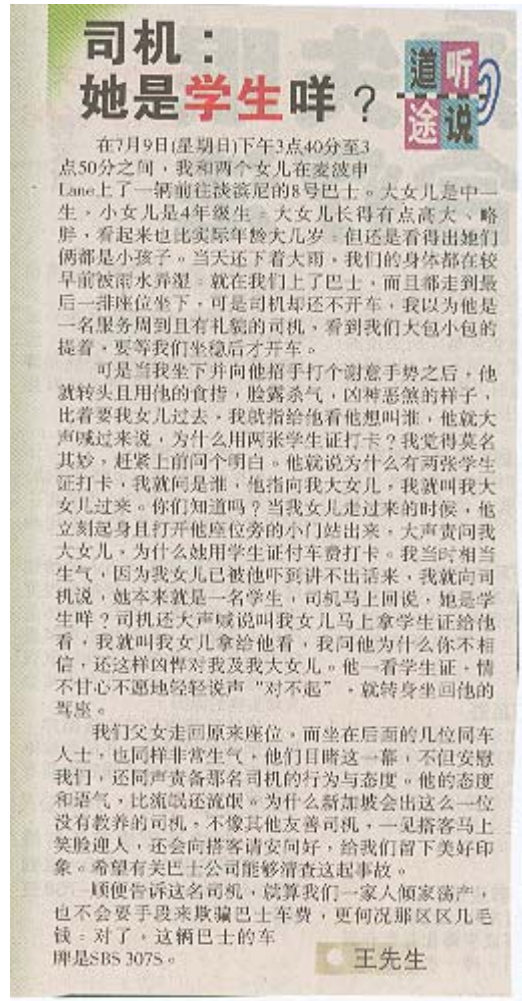 司机：
她是学生咩？
道听途说
在7月9日(星期日)下午3点40分至3
点50分之间，我和两个女儿在麦波申
Lane上了一辆前往淡滨尼的8号巴士。大女儿是中一
生，小女儿是4年级生。大女儿长得有点高大、略
胖，看起来也比实际年龄大几岁。但还是看得出她们
俩都是小孩子。当天还下着大雨，我们的身体都在较
早前被雨水弄湿。就在我们上了巴士，而且都走到最
后一排座位坐下，可是司机却还不开车，我以为他是
一名服务周到且有礼貌的司机，看到我们大包小包的
提着，要等我们坐稳后才开车。
可是当我坐下并向他招手打个谢意手势之后，他
就转头且用他的食指，脸露杀气，凶神恶煞的样子，
比着要我女儿过去，我就指给他看他想叫谁，他就大
声喊过来说，为什么用两张学生证打卡？我觉得莫名
其妙，赶紧上前问个明白。他就说为什么有两张学生
证打卡，我就问是谁，他指向我大女儿，我就叫我大
女儿过来。你们知道吗？当我女儿走过来的时候，他
立刻起身且打开他座位旁的小门站出来，大声责问我
大女儿，为什么她用学生证付车费打卡。我当时相当
生气，因为我女儿已被他吓到讲不出话来，我就向司
机说，她本来就是一名学生，司机马上回说，她是学
生咩？司机还大声喊说叫我女儿马上拿学生证给他
看，我就叫我女儿拿给他看，我问他为什么你不相
信，还这样凶悍对我及我大女儿。他一看学生证，情
不甘心不愿地轻轻说声“对不起”，就转身坐回他的
驾座。
我们父女走回原来座位，而坐在后面的几位同车
人士，也同样非常生气，他们目睹这一幕，不但安慰
我们，还同声责备那名司机的行为与态度。他的态度
和语气，比流氓还流氓。为什么新加坡会出这么一位
没有教养的司机，不像其他友善司机，一见搭客马上
笑脸迎人，还会向搭客请安问好，给我们留下美好印
象。希望有关巴士公司能够清查这起事故。
顺便告诉这名司机，就算我们一家人倾家荡产，
也不会耍手段来欺骗巴士车费，更何况那区区几毛
钱。对了，这辆巴士的车
牌是SBS 307S。
王先生